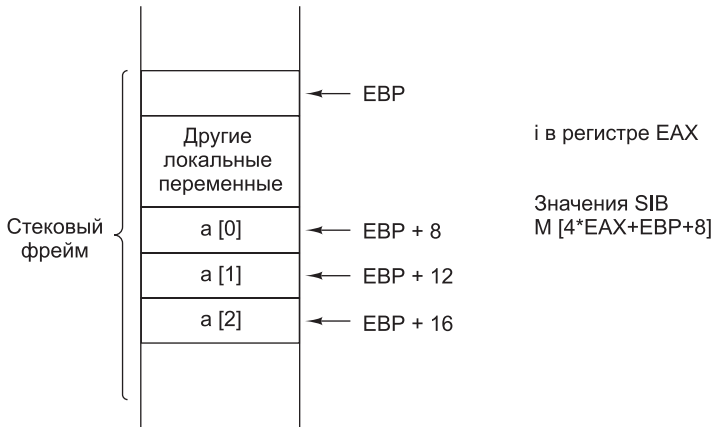 EBP
Другие
локальные
переменные
i в регистре EAX
Значения SIB
M [4*EAX+EBP+8]
Стековый
фрейм
a [0]
EBP + 8
a [1]
EBP + 12
a [2]
EBP + 16